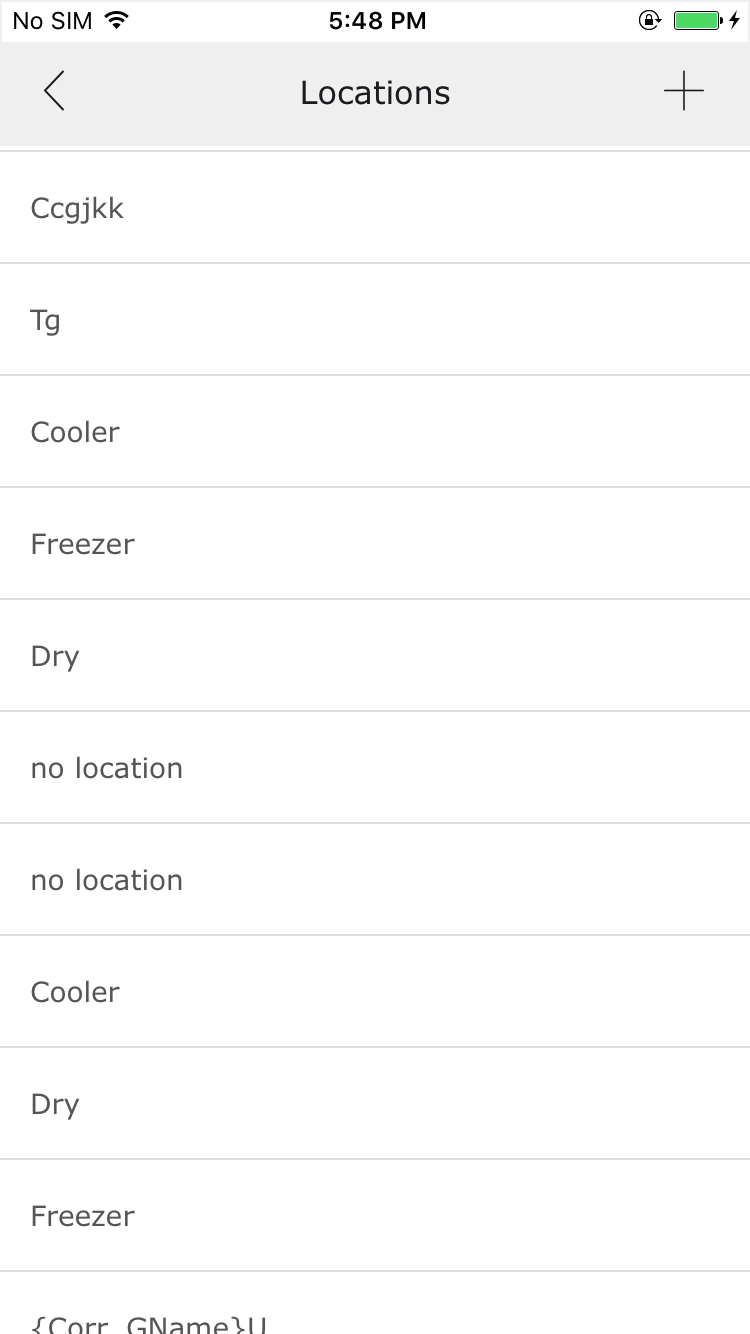 No SIM 5:48 PM
Locations
Ccgjkk
Tg
Cooler
Freezer
Dry
no location
no location
Cooler
Dry
Freezer
{Corr_GName}U